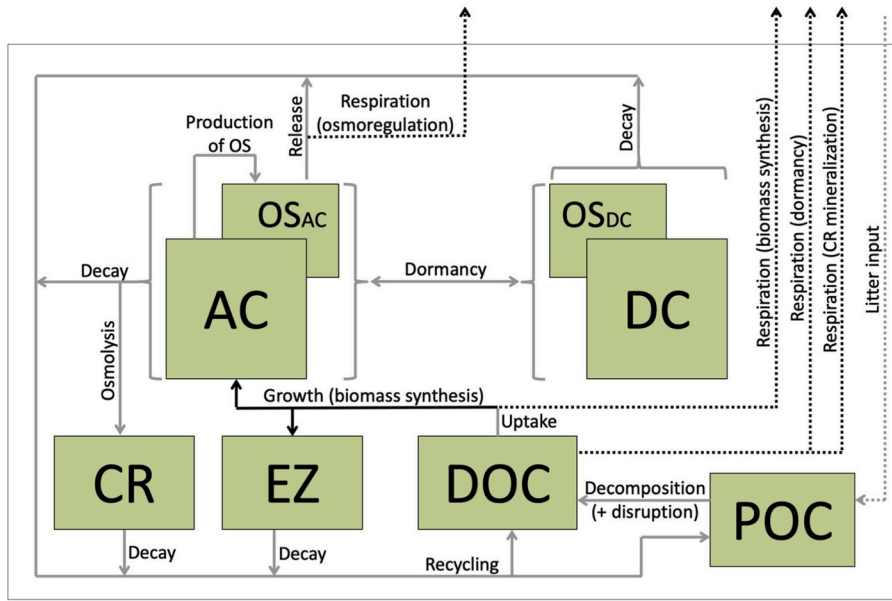 Production
of OS
Release
Respiration
(osmoregulation)
Decay
Respiration (biomass synthesis)
Respiration (dormancy)
Respiration (CR mineralization)
Litter input
OSAC
OSDC
Decay
AC
Dormancy
DC
Osmolysis
Growth (biomass synthesis)
Uptake
CR
EZ
DOC
Decomposition
(+ disruption)
POC
Decay
Decay
Recycling